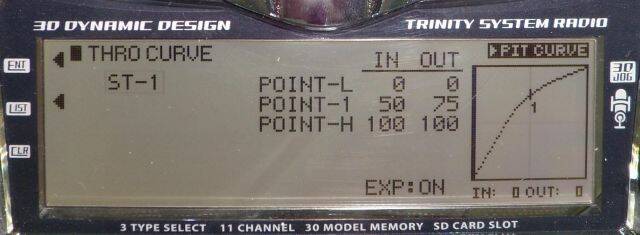 3D DYNAMIC DESIGN
TRINITY SYSTEM RADIO
THRO CURVE
IN OUT
▶PIT CURVE
ENT
ST-1
POINT-L 0 0
POINT-1 50 75
POINT-H 100 100
1
3D
JOG
LIST
CLR
EXP:ON
IN: 0 OUT: 0
3 TYPE SELECT 11 CHANNEL 30 MODEL MEMORY SD CARD SLOT